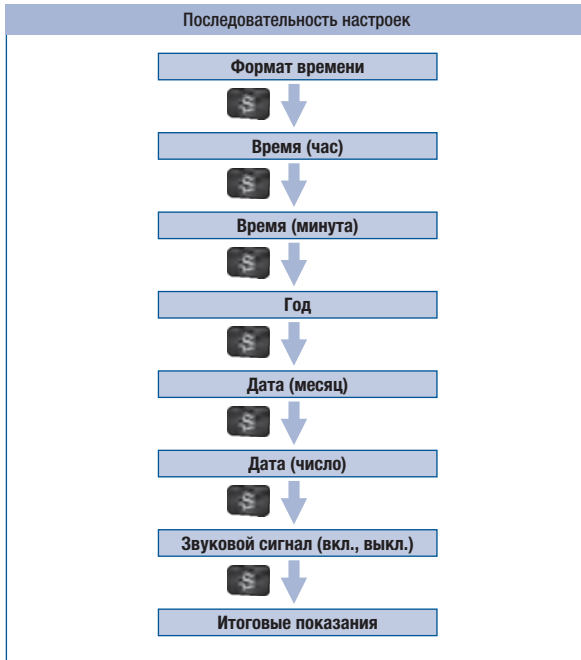 Последовательность настроек
Формат времени
S
Время (час)
S
Время (минута)
S
Год
S
Дата (месяц)
S
Дата (число)
S
Звуковой сигнал (вкл., выкл.)
S
Итоговые показания